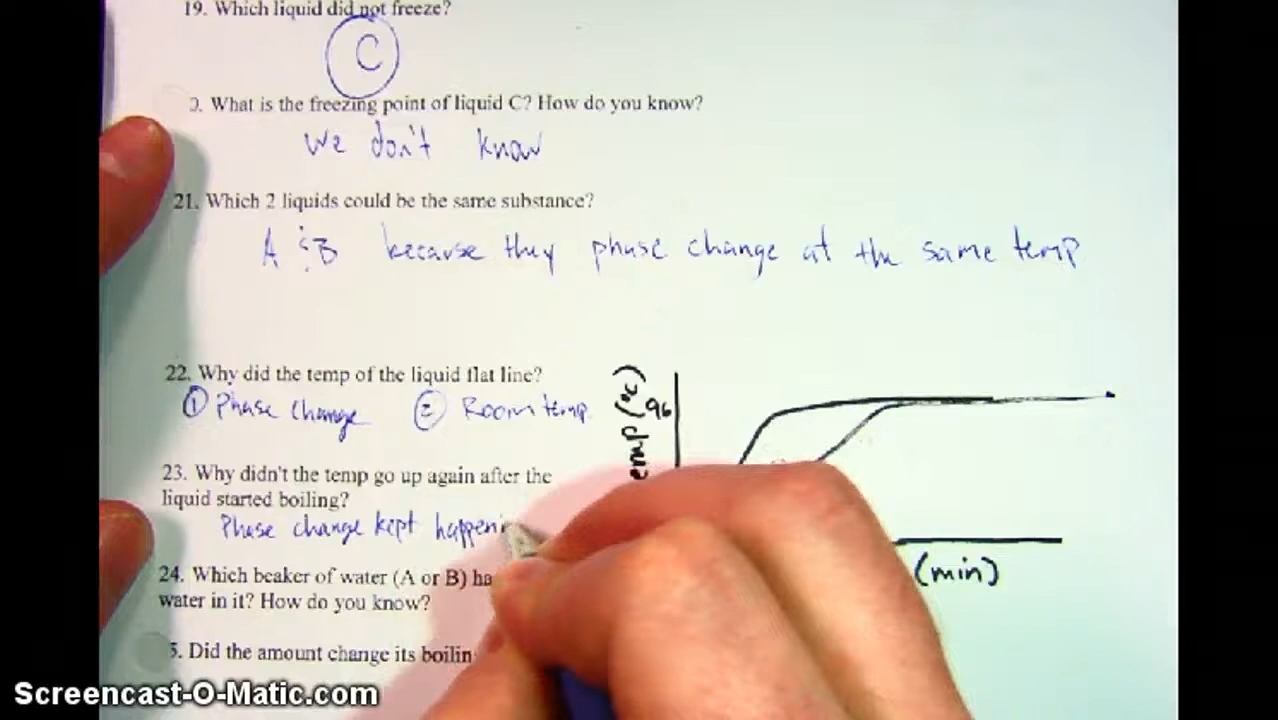 19. Which liquid did not freeze?
C
0. What is the freezing point of liquid C? How do you know?
we don't know
21. Which 2 liquids could be the same substance?
A & B because they phase change at the same temp
22. Why did the temp of the liquid flat line?
① Phase change ② Room temp.
23. Why didn't the temp go up again after the
liquid started boiling?
Phase change kept happeni
24. Which beaker of water (A or B) ha
water in it? How do you know?
5. Did the amount change its boilin
emp (°c)
96
(min)
Screencast-O-Matic.com